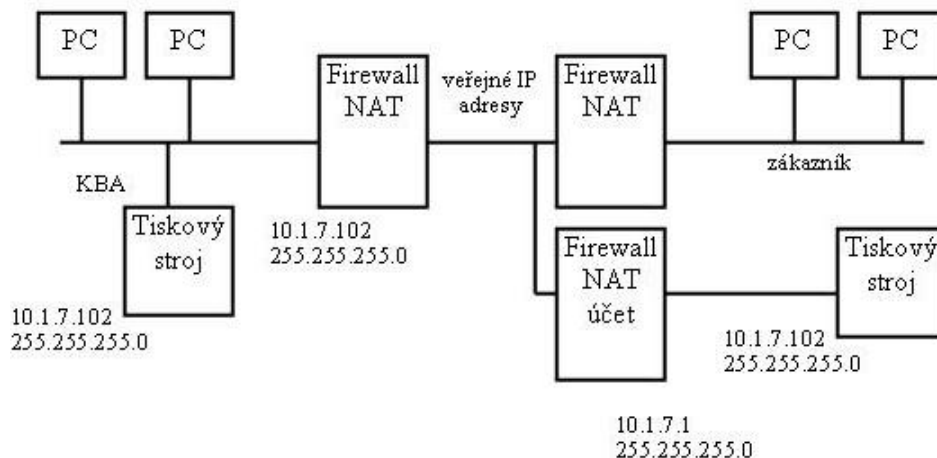 PC
PC
Firewall
NAT
veřejné IP
adresy
Firewall
NAT
PC
PC
KBA
zákazník
Tiskový
stroj
10.1.7.102
255.255.255.0
Firewall
NAT
účet
Tiskový
stroj
10.1.7.102
255.255.255.0
10.1.7.102
255.255.255.0
10.1.7.1
255.255.255.0